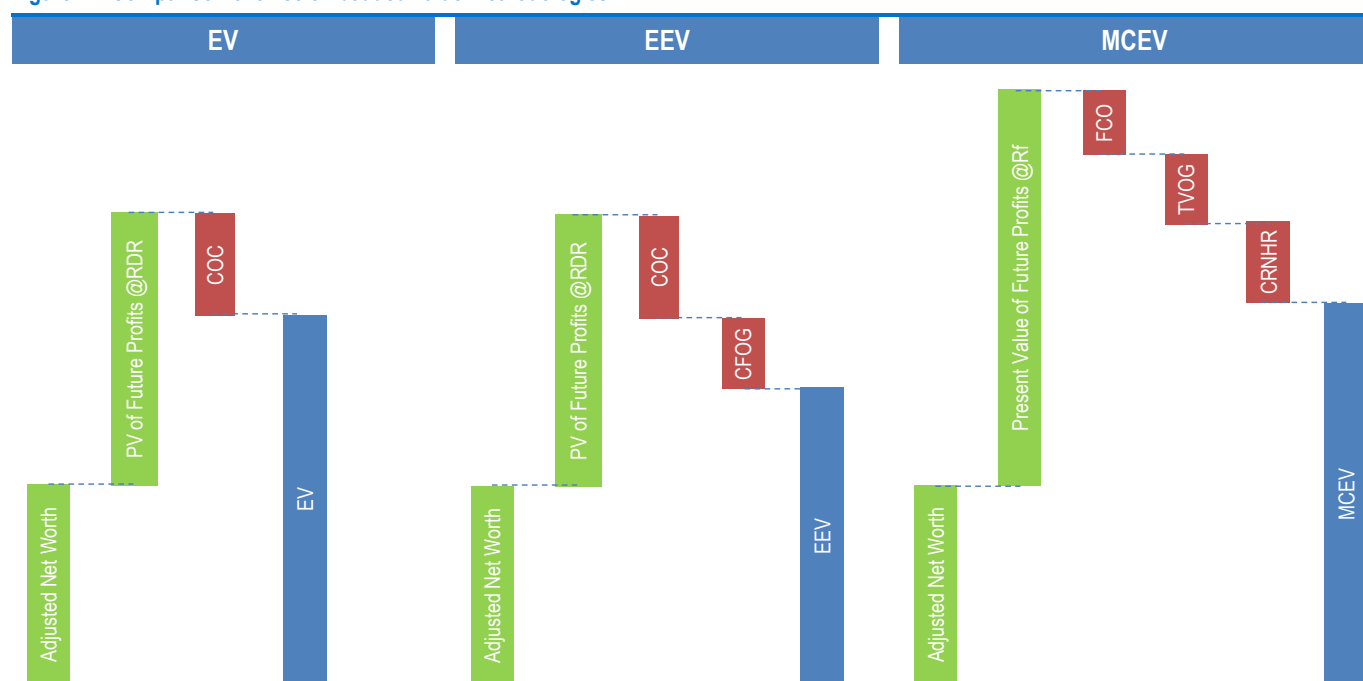 EV
EEV
MCEV
Adjusted Net Worth
PV of Future Profits @RDR
COC
EV
Adjusted Net Worth
PV of Future Profits @RDR
COC
CFOG
EEV
Adjusted Net Worth
Present Value of Future Profits @Rf
FCO
TVOG
CRNHR
MCEV